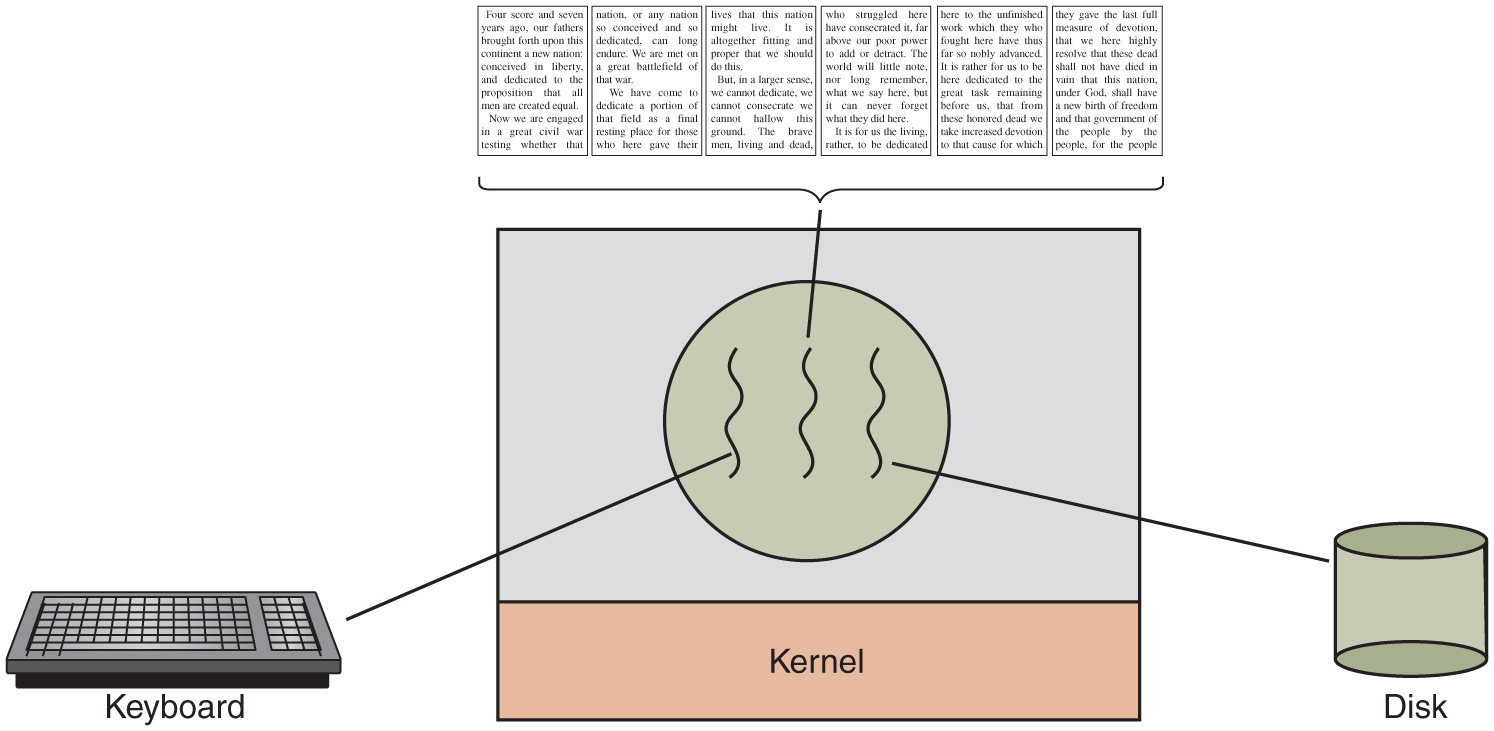 Four score and seven
years ago, our fathers
brought forth upon this
continent a new nation:
conceived in liberty,
and dedicated to the
proposition that all
men are created equal.
Now we are engaged
in a great civil war
testing whether that
nation, or any nation
so conceived and so
dedicated, can long
endure. We are met on
a great battlefield of
that war.
We have come to
dedicate a portion of
that field as a final
resting place for those
who here gave their
lives that this nation
might live. It is
altogether fitting and
proper that we should
do this.
But, in a larger sense,
we cannot dedicate, we
cannot consecrate we
cannot hallow this
ground. The brave
men, living and dead,
who struggled here
have consecrated it, far
above our poor power
to add or detract. The
world will little note,
nor long remember,
what we say here, but
it can never forget
what they did here.
It is for us the living,
rather, to be dedicated
here to the unfinished
work which they who
fought here have thus
far so nobly advanced.
It is rather for us to be
here dedicated to the
great task remaining
before us, that from
these honored dead we
take increased devotion
to that cause for which
they gave the last full
measure of devotion,
that we here highly
resolve that these dead
shall not have died in
vain that this nation,
under God, shall have
a new birth of freedom
and that government of
the people by the
people, for the people
Kernel
Keyboard
Disk